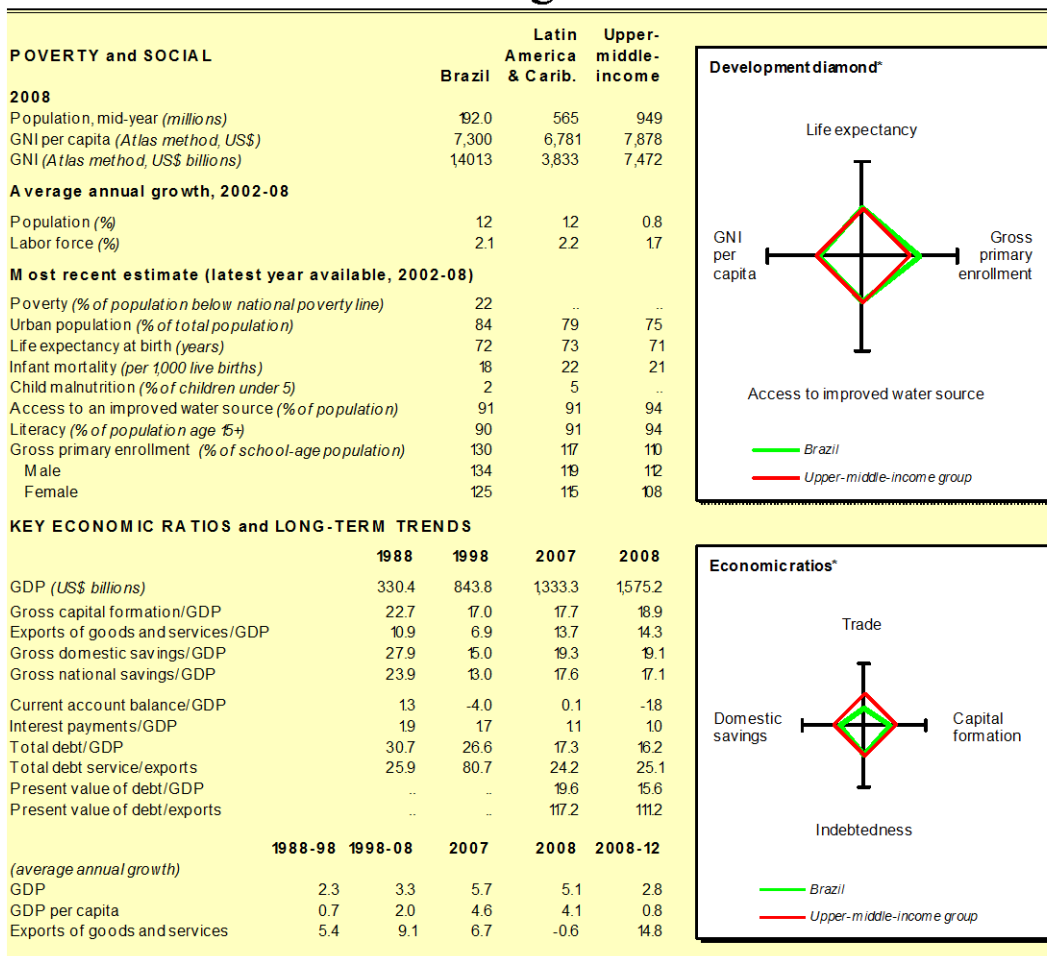 Latin Upper-
POVERTY and SOCIAL America middle-
Brazil & Carib. income
2008
Population, mid-year (millions) 192.0 565 949
GNI per capita (Atlas method, US$) 7,300 6,781 7,878
GNI (Atlas method, US$ billions) 1,401.3 3,833 7,472
Average annual growth, 2002-08
Population (%) 1.2 1.2 0.8
Labor force (%) 2.1 2.2 1.7
Most recent estimate (latest year available, 2002-08)
Poverty (% of population below national poverty line) 22 .. ..
Urban population (% of total population) 84 79 75
Life expectancy at birth (years) 72 73 71
Infant mortality (per 1,000 live births) 18 22 21
Child malnutrition (% of children under 5) 2 5 ..
Access to an improved water source (% of population) 91 91 94
Literacy (% of population age 15+) 90 91 94
Gross primary enrollment (% of school-age population) 130 117 110
Male 134 119 112
Female 125 115 108
KEY ECONOMIC RATIOS and LONG-TERM TRENDS
1988 1998 2007 2008
GDP (US$ billions) 330.4 843.8 1,333.3 1,575.2
Gross capital formation/GDP 22.7 17.0 17.7 18.9
Exports of goods and services/GDP 10.9 6.9 13.7 14.3
Gross domestic savings/GDP 27.9 15.0 19.3 19.1
Gross national savings/GDP 23.9 13.0 17.6 17.1
Current account balance/GDP 1.3 -4.0 0.1 -1.8
Interest payments/GDP 1.9 1.7 1.1 1.0
Total debt/GDP 30.7 26.6 17.3 16.2
Total debt service/exports 25.9 80.7 24.2 25.1
Present value of debt/GDP .. .. 19.6 15.6
Present value of debt/exports .. .. 117.2 111.2
1988-98 1998-08 2007 2008 2008-12
(average annual growth)
GDP 2.3 3.3 5.7 5.1 2.8
GDP per capita 0.7 2.0 4.6 4.1 0.8
Exports of goods and services 5.4 9.1 6.7 -0.6 14.8
Development diamond*
Life expectancy
GNI
per
capita
Gross
primary
enrollment
Access to improved water source
Brazil
Upper-middle-income group
Economic ratios*
Trade
Domestic
savings
Capital
formation
Indebtedness
Brazil
Upper-middle-income group